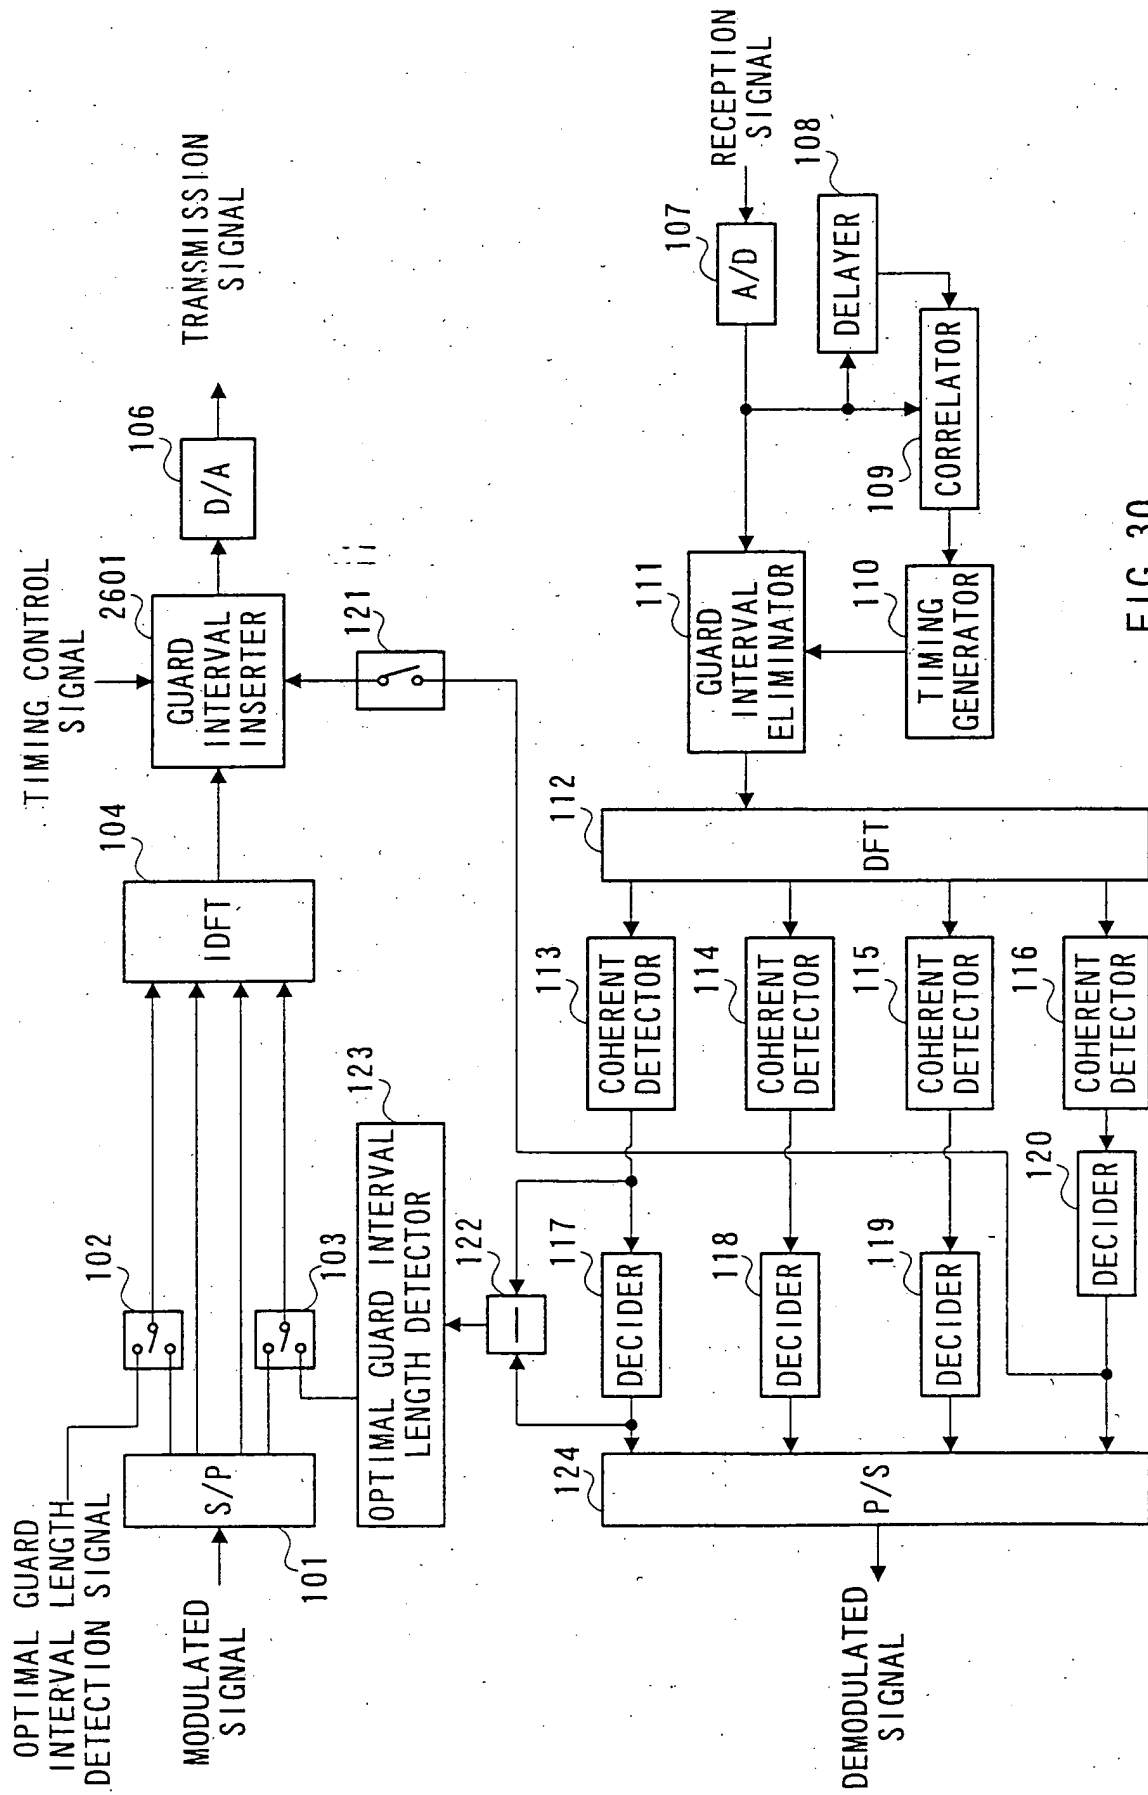 OPTIMAL GUARD
INTERVAL LENGTH
DETECTION SIGNAL
MODULATED
SIGNAL
101
S/P
102
103
104
IDFT
TIMING CONTROL
SIGNAL
2601
GUARD
INTERVAL
INSERTER
106
D/A
TRANSMISSION
SIGNAL
121
123
OPTIMAL GUARD INTERVAL
LENGTH DETECTOR
122
RECEPTION
SIGNAL
107
A/D
108
DELAYER
109
CORRELATOR
110
TIMING
GENERATOR
111
GUARD
INTERVAL
ELIMINATOR
112
DFT
113
COHERENT
DETECTOR
114
COHERENT
DETECTOR
115
COHERENT
DETECTOR
116
COHERENT
DETECTOR
117
DECIDER
118
DECIDER
119
DECIDER
120
DECIDER
124
P/S
DEMODULATED
SIGNAL
FIG. 30